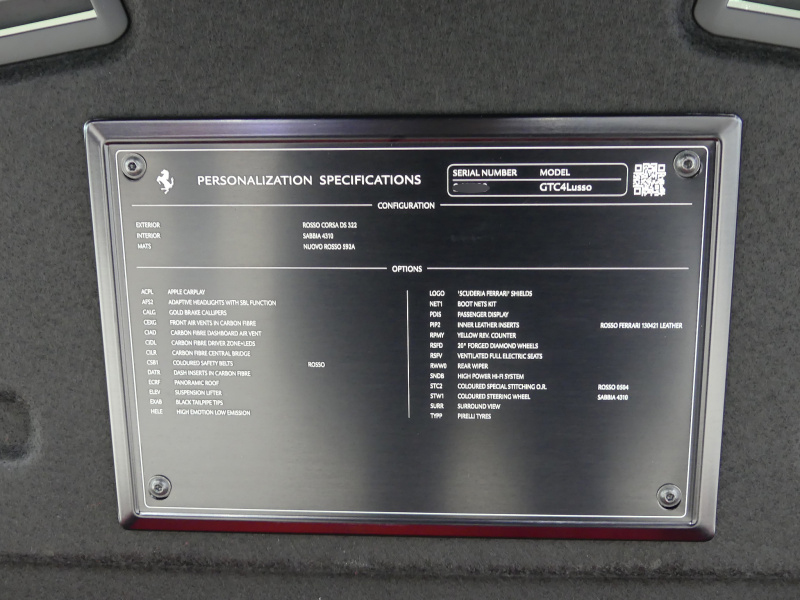 PERSONALIZATION SPECIFICATIONS
SERIAL NUMBER MODEL
GTC4Lusso
CONFIGURATION
EXTERIOR ROSSO CORSA DS 322
INTERIOR SABBIA 4310
MATS NUOVO ROSSO 592A
OPTIONS
ACPL APPLE CARPLAY
AFS2 ADAPTIVE HEADLIGHTS WITH SBL FUNCTION
CALG GOLD BRAKE CALLIPERS
CEXG FRONT AIR VENTS IN CARBON FIBRE
CIAD CARBON FIBRE DASHBOARD AIR VENT
CIDL CARBON FIBRE DRIVER ZONE+LEDS
CILR CARBON FIBRE CENTRAL BRIDGE
CSB1 COLOURED SAFETY BELTS ROSSO
DATR DASH INSERTS IN CARBON FIBRE
ECRF PANORAMIC ROOF
ELEV SUSPENSION LIFTER
EXAB BLACK TAILPIPE TIPS
HELE HIGH EMOTION LOW EMISSION
LOGO 'SCUDERIA FERRARI' SHIELDS
NET1 BOOT NETS KIT
PDIS PASSENGER DISPLAY
PIP2 INNER LEATHER INSERTS ROSSO FERRARI 130421 LEATHER
RPMY YELLOW REV. COUNTER
RSFD 20" FORGED DIAMOND WHEELS
RSFV VENTILATED FULL ELECTRIC SEATS
RWW8 REAR WIPER
SNDB HIGH POWER HI-FI SYSTEM
STC2 COLOURED SPECIAL STITCHING O.R. ROSSO 0504
STW1 COLOURED STEERING WHEEL SABBIA 4310
SURR SURROUND VIEW
TYPP PIRELLI TYRES